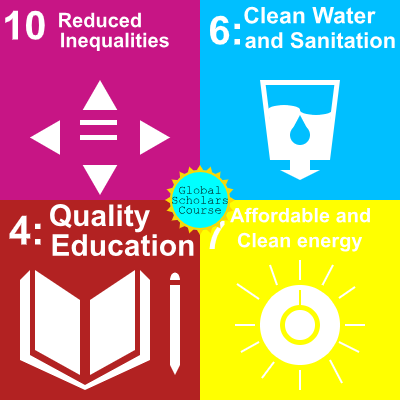 10 Reduced
Inequalities
6: Clean Water
and Sanitation
Global
Scholars
Course
4: Quality
Education
7 Affordable and
Clean energy